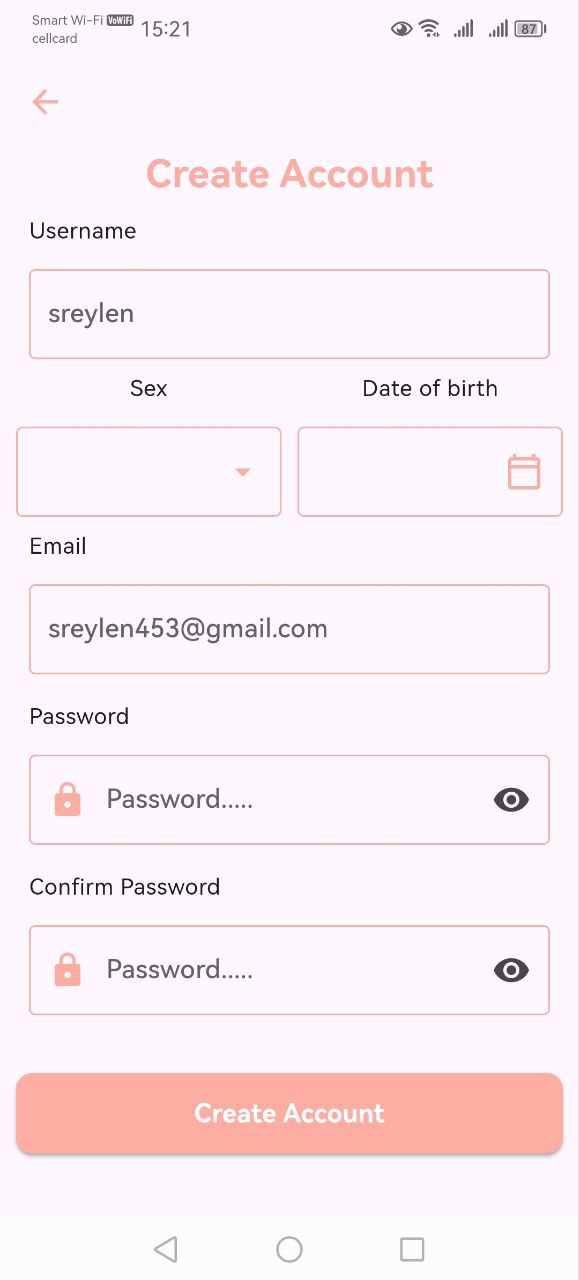 Smart Wi-Fi VoWiFi 15:21 87
cellcard
Create Account
Username
sreylen
Sex Date of birth
Email
sreylen453@gmail.com
Password
Password.....
Confirm Password
Password.....
Create Account